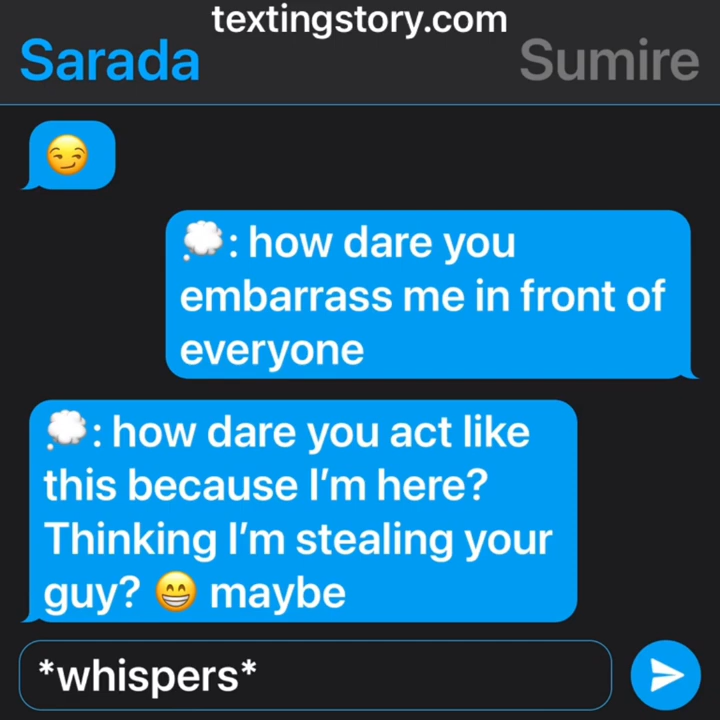 textingstory.com
Sarada Sumire
😏
💭: how dare you
embarrass me in front of
everyone
💭: how dare you act like
this because I’m here?
Thinking I’m stealing your
guy? 😁 maybe
*whispers*